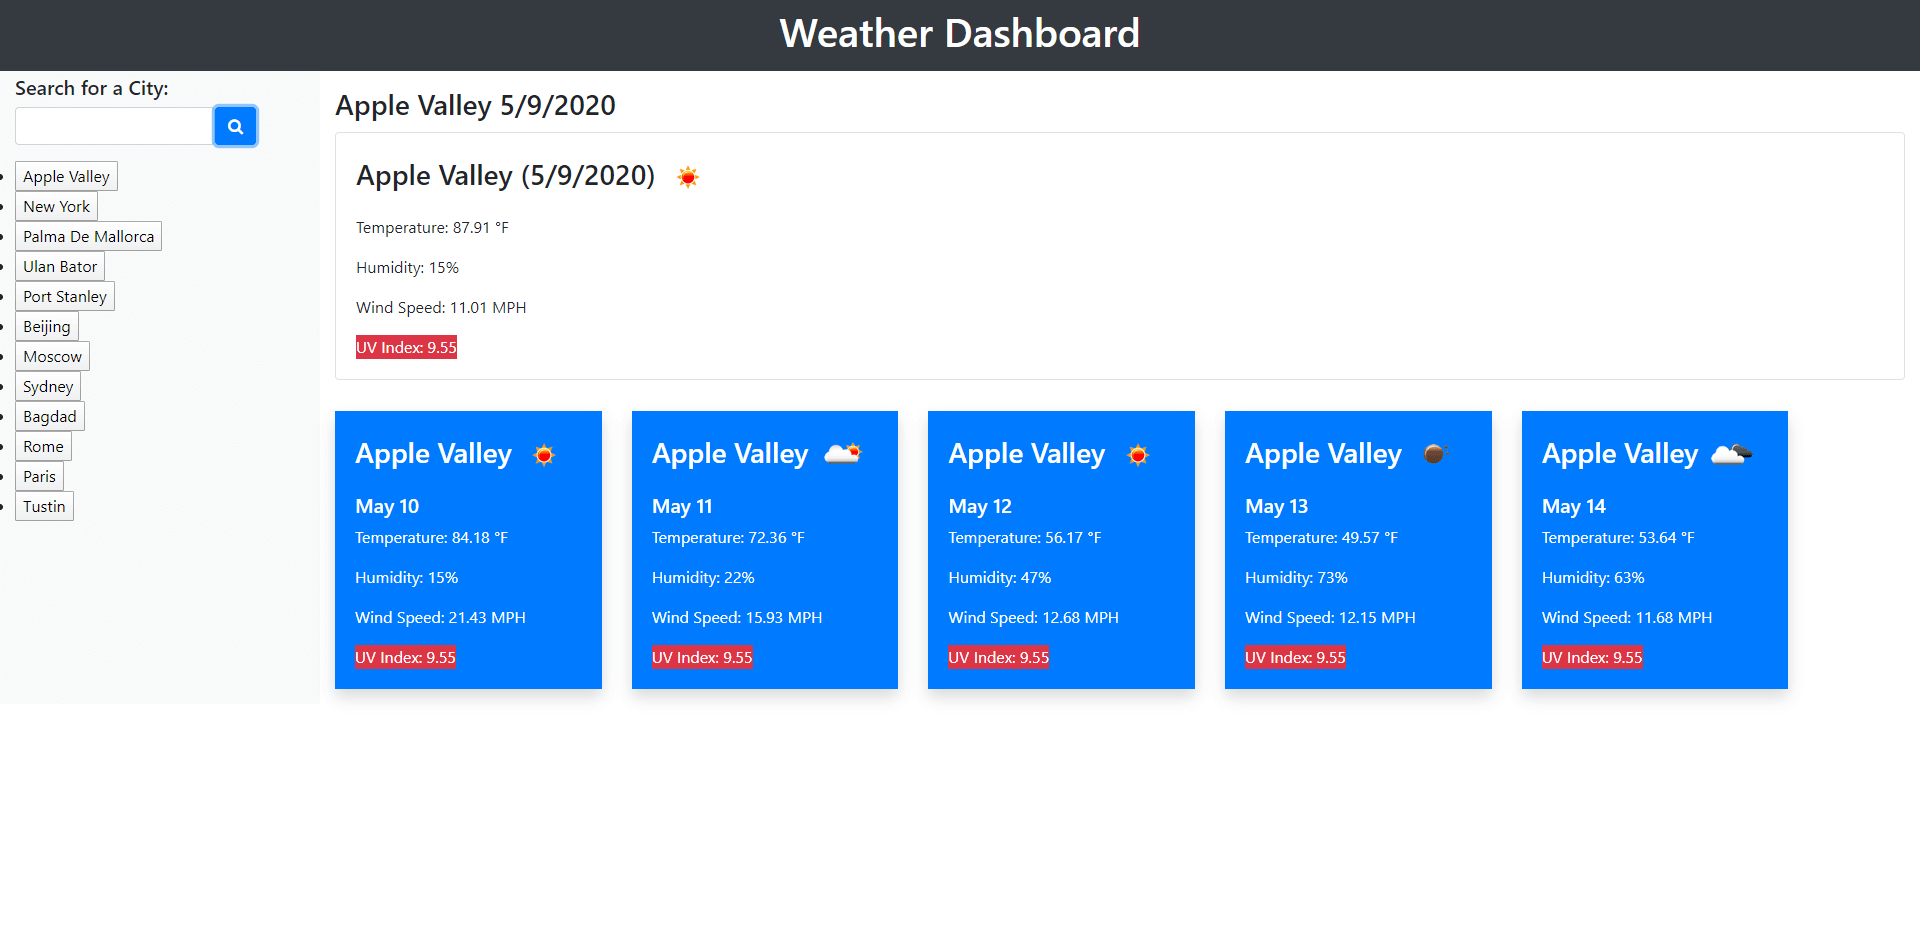 Weather Dashboard
Search for a City:
Apple Valley
New York
Palma De Mallorca
Ulan Bator
Port Stanley
Beijing
Moscow
Sydney
Bagdad
Rome
Paris
Tustin
Apple Valley 5/9/2020
Apple Valley (5/9/2020)
Temperature: 87.91 °F
Humidity: 15%
Wind Speed: 11.01 MPH
UV Index: 9.55
Apple Valley
May 10
Temperature: 84.18 °F
Humidity: 15%
Wind Speed: 21.43 MPH
UV Index: 9.55
Apple Valley
May 11
Temperature: 72.36 °F
Humidity: 22%
Wind Speed: 15.93 MPH
UV Index: 9.55
Apple Valley
May 12
Temperature: 56.17 °F
Humidity: 47%
Wind Speed: 12.68 MPH
UV Index: 9.55
Apple Valley
May 13
Temperature: 49.57 °F
Humidity: 73%
Wind Speed: 12.15 MPH
UV Index: 9.55
Apple Valley
May 14
Temperature: 53.64 °F
Humidity: 63%
Wind Speed: 11.68 MPH
UV Index: 9.55